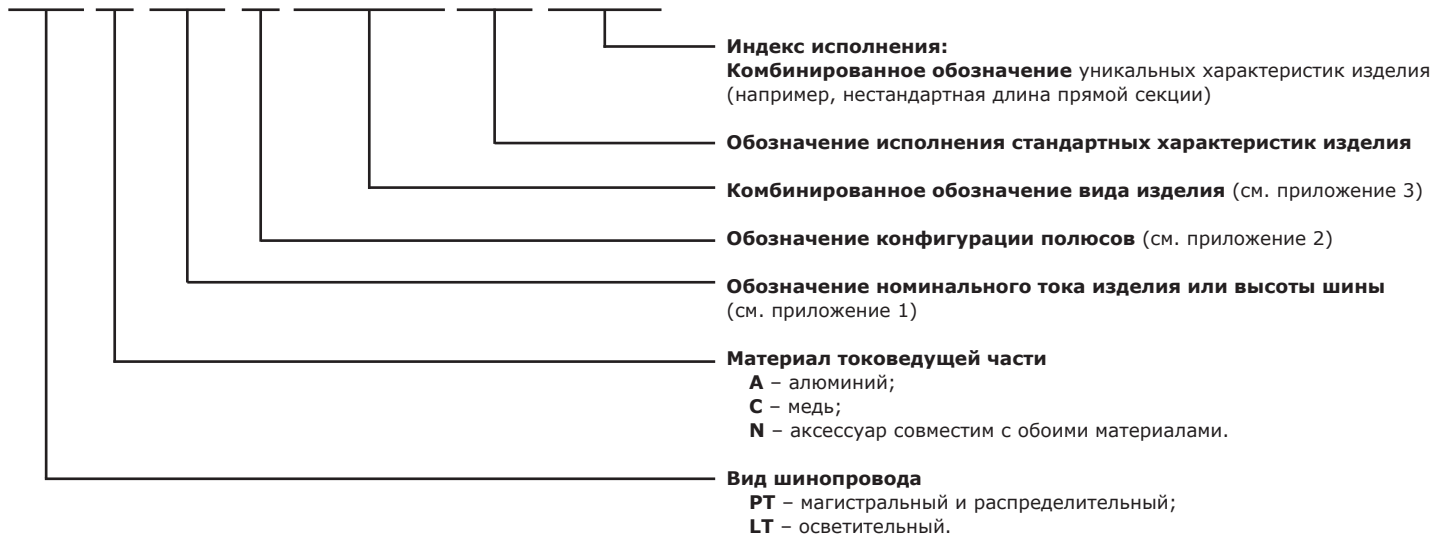 Индекс исполнения:
Комбинированное обозначение уникальных характеристик изделия
(например, нестандартная длина прямой секции)
Обозначение исполнения стандартных характеристик изделия
Комбинированное обозначение вида изделия (см. приложение 3)
Обозначение конфигурации полюсов (см. приложение 2)
Обозначение номинального тока изделия или высоты шины
(см. приложение 1)
Материал токоведущей части
А – алюминий;
С – медь;
N – аксессуар совместим с обоими материалами.
Вид шинопровода
PT – магистральный и распределительный;
LT – осветительный.